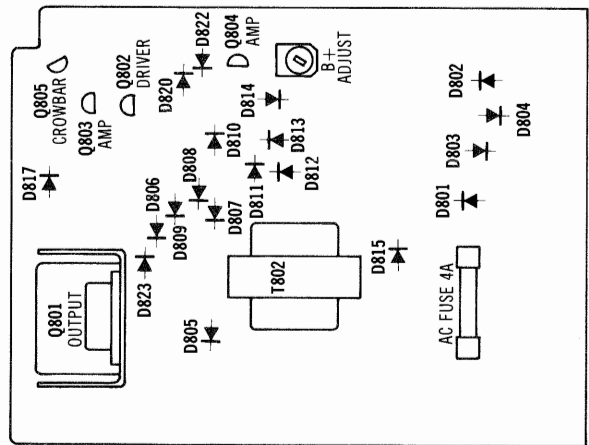 Q805
CROWBAR
Q803
AMP
Q802
DRIVER
D820
D822
Q804
AMP
B+
ADJUST
D802
D804
D803
D801
D814
D813
D812
D810
D811
D817
D806
D808
D809
D807
D823
D805
Q801
OUTPUT
T802
D815
AC FUSE 4A